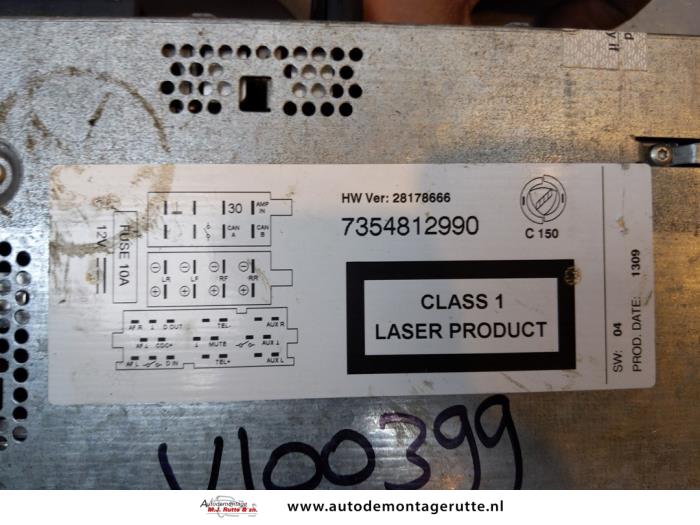 HW Ver: 28178666
7354812990
C 150
CLASS 1
LASER PRODUCT
SW: 04
PROD. DATE: 1309
12V
FUSE 10A
30 AMP IN
CAN A CAN B
LR LF RF RR
AF.R D OUT TEL- AUX R
AF CDC+ MUTE AUX
AF.L D IN TEL+ AUX L
V100399
Autodemontage
M.J. Rutte & zn.
www.autodemontagerutte.nl